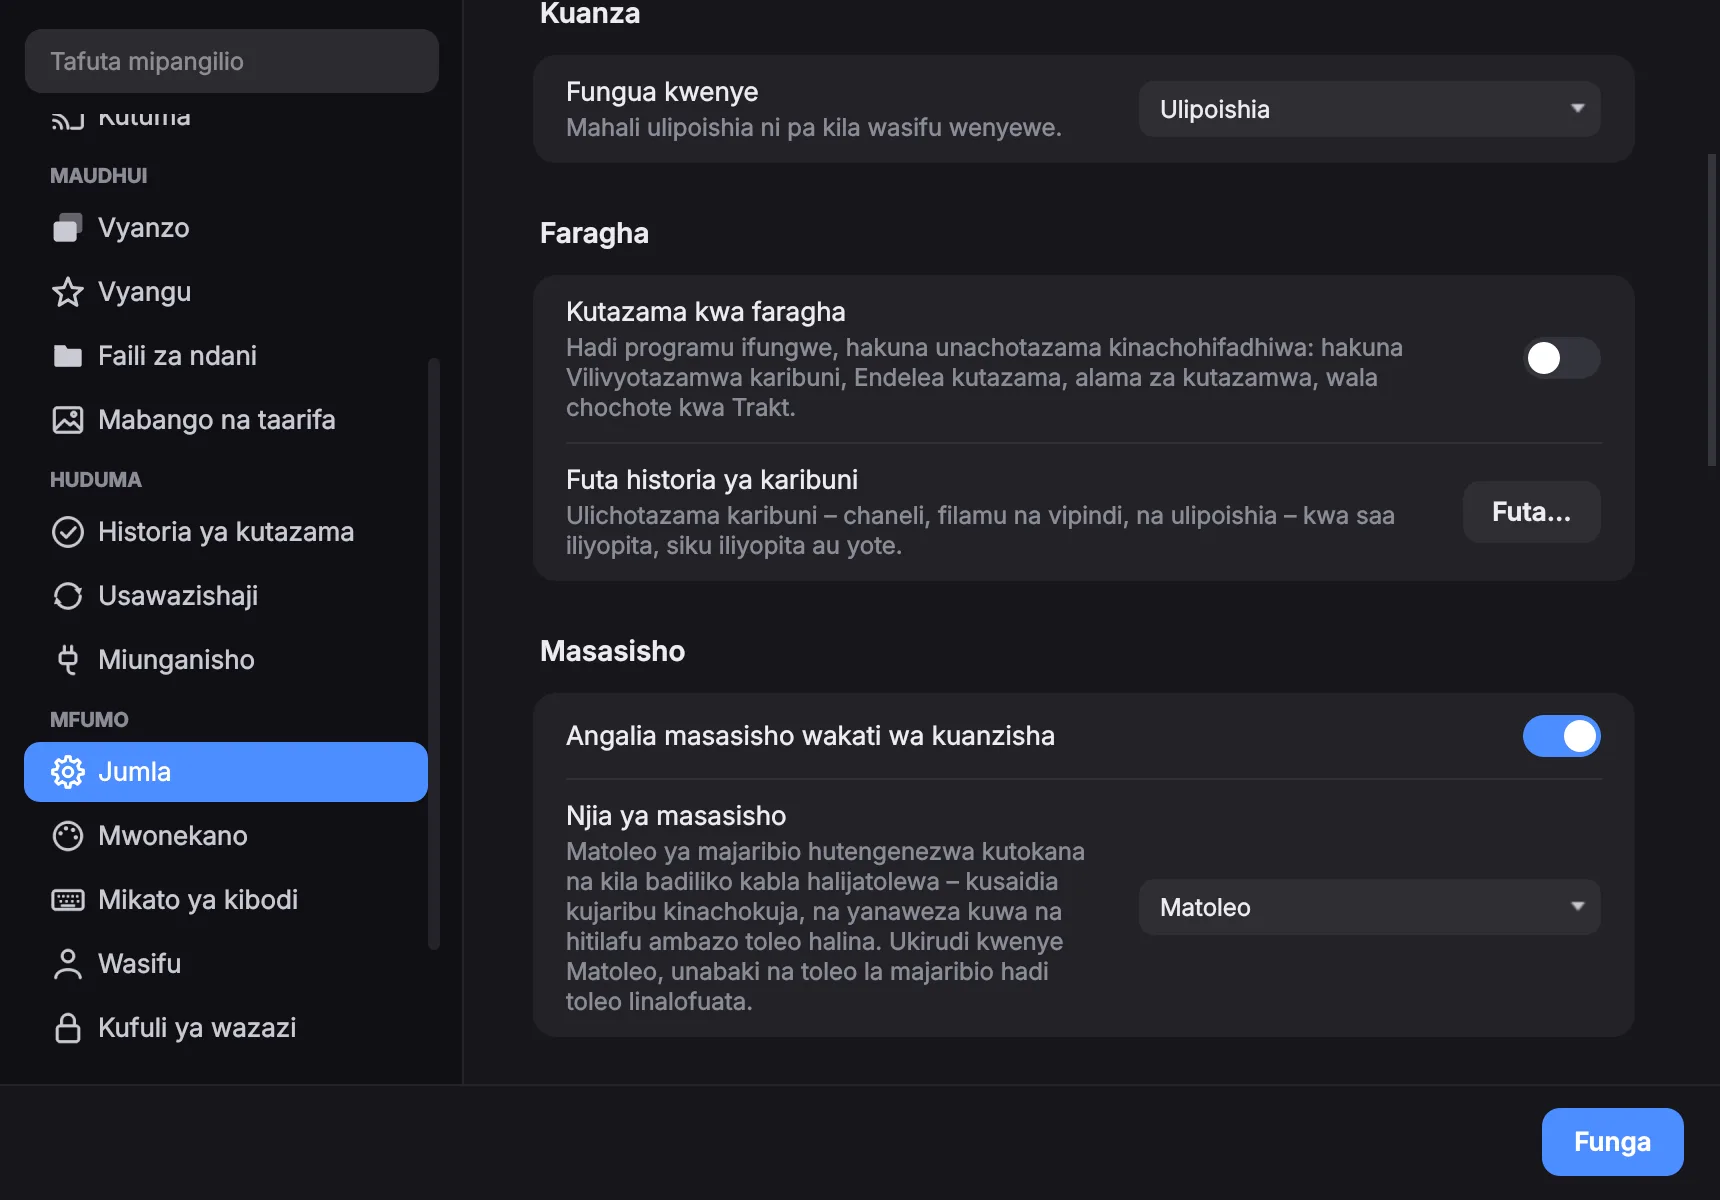 Tafuta mipangilio
Kutuma
MAUDHUI
Vyanzo
Vyangu
Faili za ndani
Mabango na taarifa
HUDUMA
Historia ya kutazama
Usawazishaji
Miunganisho
MFUMO
Jumla
Mwonekano
Mikato ya kibodi
Wasifu
Kufuli ya wazazi
Kuanza
Fungua kwenye
Mahali ulipoishia ni pa kila wasifu wenyewe.
Ulipoishia
Faragha
Kutazama kwa faragha
Hadi programu ifungwe, hakuna unachotazama kinachohifadhiwa: hakuna
Vilivyotazamwa karibuni, Endelea kutazama, alama za kutazamwa, wala
chochote kwa Trakt.
Futa historia ya karibuni
Ulichotazama karibuni – chaneli, filamu na vipindi, na ulipoishia – kwa saa
iliyopita, siku iliyopita au yote.
Futa...
Masasisho
Angalia masasisho wakati wa kuanzisha
Njia ya masasisho
Matoleo ya majaribio hutengenezwa kutokana
na kila badiliko kabla halijatolewa – kusaidia
kujaribu kinachokuja, na yanaweza kuwa na
hitilafu ambazo toleo halina. Ukirudi kwenye
Matoleo, unabaki na toleo la majaribio hadi
toleo linalofuata.
Matoleo
Funga